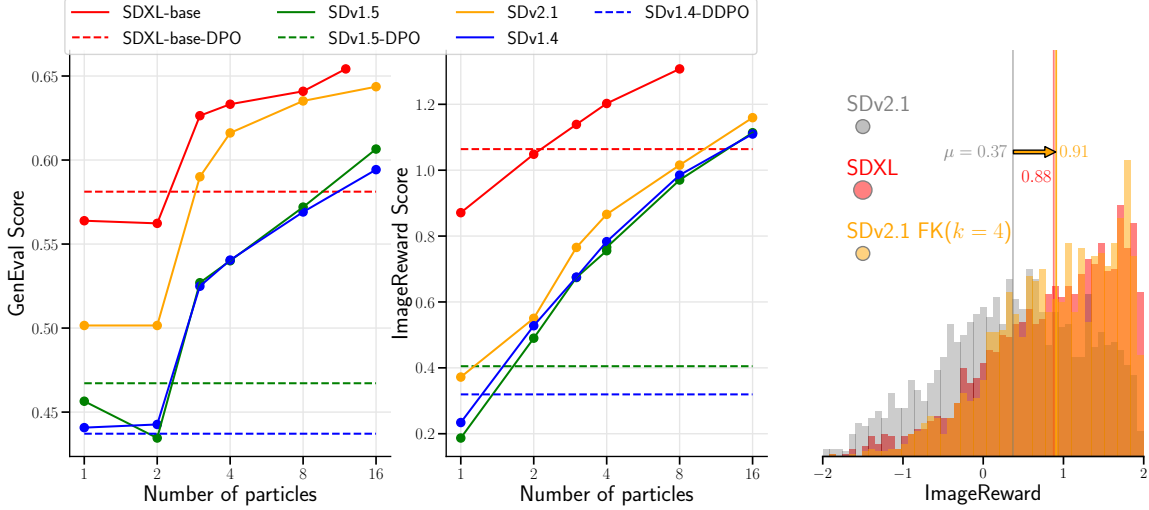 SDXL-base
SDv1.5
SDv2.1
SDv1.4-DDPO
SDXL-base-DPO
SDv1.5-DPO
SDv1.4
GenEval Score
0.65
0.60
0.55
0.50
0.45
1
2
4
8
16
Number of particles
ImageReward Score
1.2
1.0
0.8
0.6
0.4
0.2
1
2
4
8
16
Number of particles
SDv2.1
μ = 0.37
0.91
SDXL
0.88
SDv2.1 FK(k = 4)
−2
−1
0
1
2
ImageReward